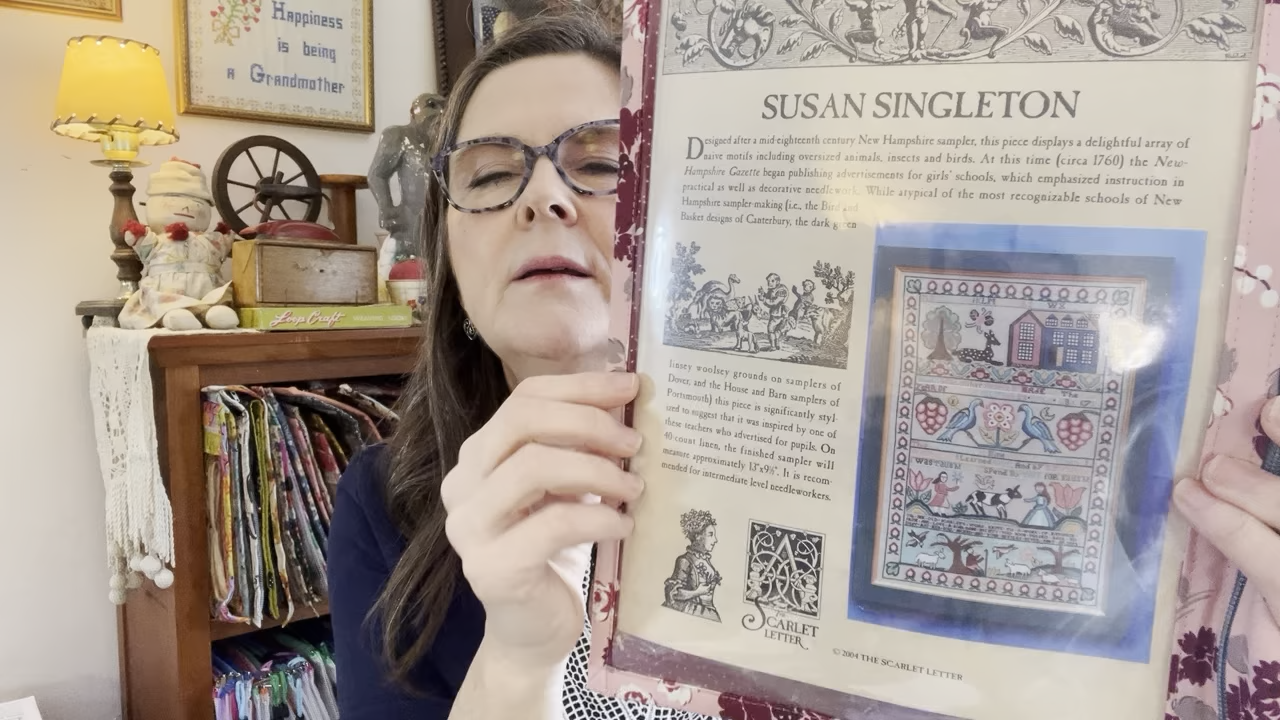 Happiness
is being
a Grandmother
Loop Craft
SUSAN SINGLETON
Designed after a mid-eighteenth century New Hampshire sampler, this piece displays a delightful array of
naive motifs including oversized animals, insects and birds. At this time (circa 1760) the New-
Hampshire Gazette began publishing advertisements for girls' schools, which emphasized instruction in
practical as well as decorative needlework. While atypical of the most recognizable schools of New
Hampshire sampler-making (i.e., the Bird and
Basket designs of Canterbury, the dark green
linsey woolsey grounds on samplers of
Dover, and the House and Barn samplers of
Portsmouth) this piece is significantly styl-
ized to suggest that it was inspired by one of
these teachers who advertised for pupils. On
40-count linen, the finished sampler will
measure approximately 13"x9½". It is recom-
mended for intermediate level needleworkers.
The
SCARLET
LETTER
© 2004 THE SCARLET LETTER